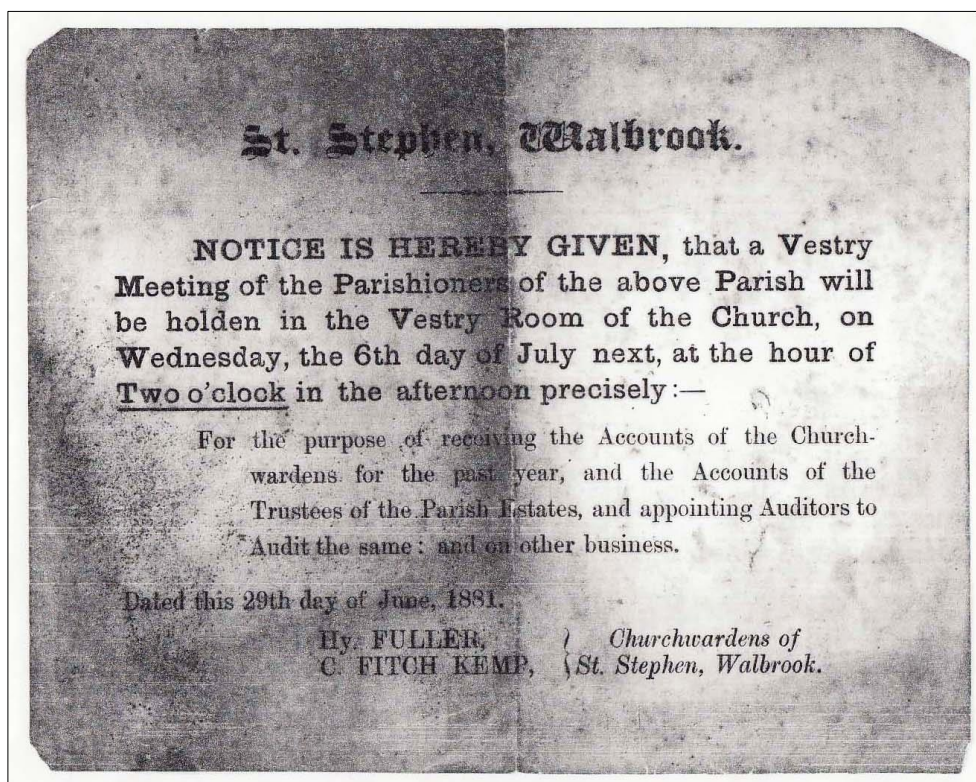 St. Stephen, Walbrook.
NOTICE IS HEREBY GIVEN, that a Vestry
Meeting of the Parishioners of the above Parish will
be holden in the Vestry Room of the Church, on
Wednesday, the 6th day of July next, at the hour of
Two o'clock in the afternoon precisely:—
For the purpose of receiving the Accounts of the Church-
wardens for the past year, and the Accounts of the
Trustees of the Parish Estates, and appointing Auditors to
Audit the same: and on other business.
Dated this 29th day of June, 1881.
Hy. FULLER, } Churchwardens of
C. FITCH KEMP, } St. Stephen, Walbrook.